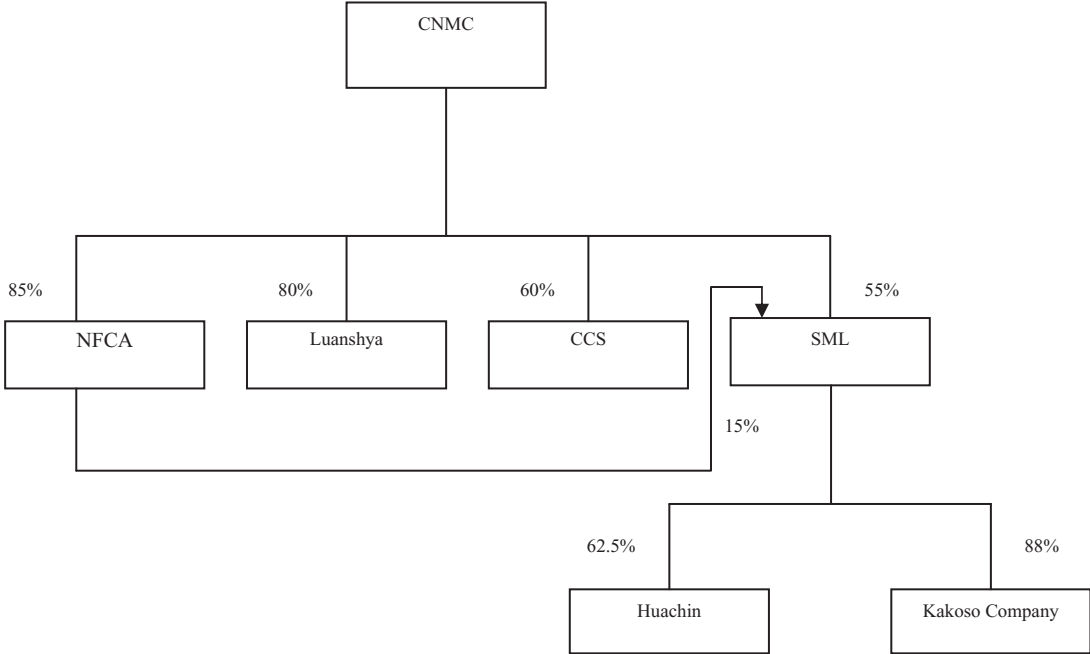 CNMC
85%
80%
60%
55%
NFCA
Luanshya
CCS
SML
15%
62.5%
88%
Huachin
Kakoso Company